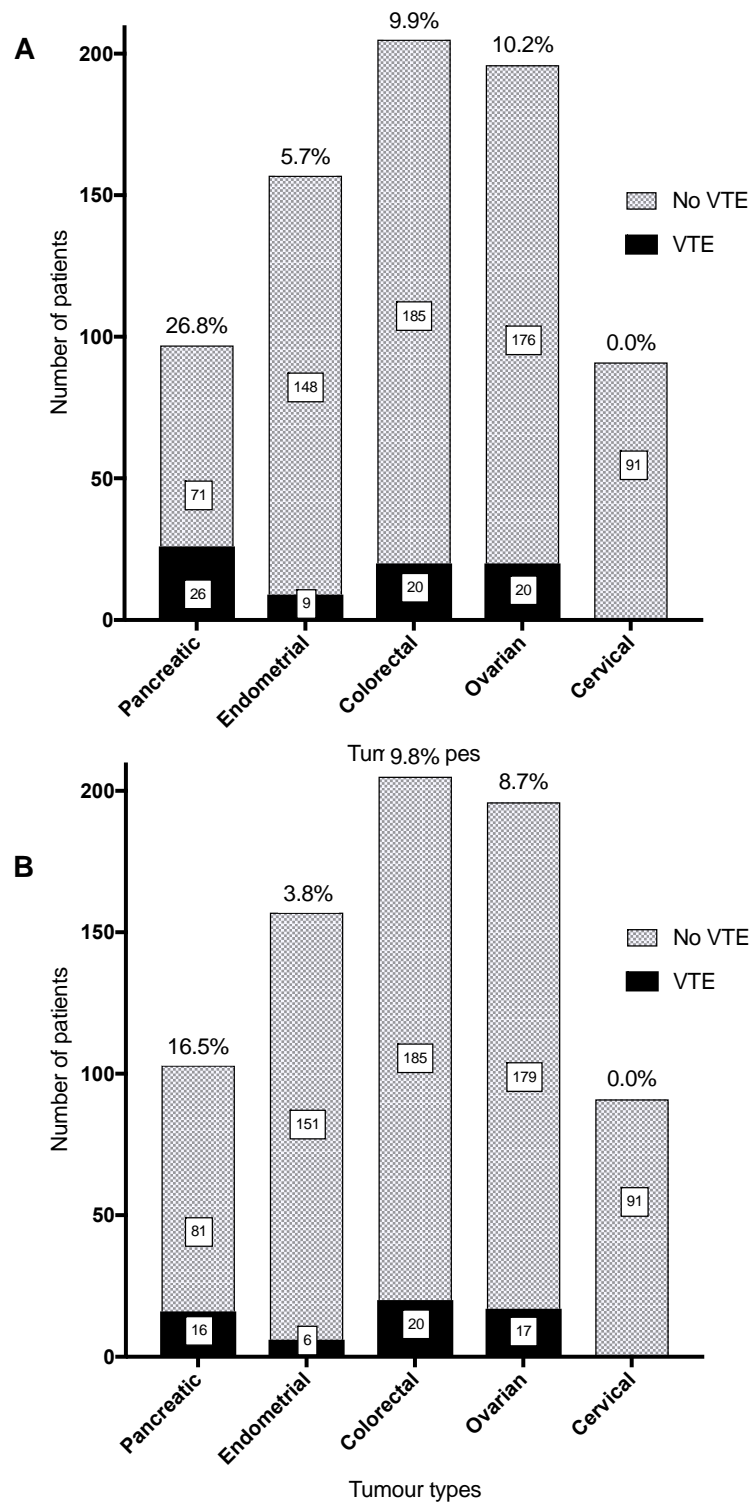 A
9.9%
10.2%
200
5.7%
150
No VTE
VTE
Number of patients
185
176
26.8%
0.0%
100
148
91
50
71
26
9
20
20
0
Pancreatic
Endometrial
Colorectal
Ovarian
Cervical
Tum 9.8% pes
8.7%
200
B
3.8%
150
No VTE
VTE
Number of patients
16.5%
185
179
0.0%
100
151
91
50
81
16
6
20
17
0
Pancreatic
Endometrial
Colorectal
Ovarian
Cervical
Tumour types